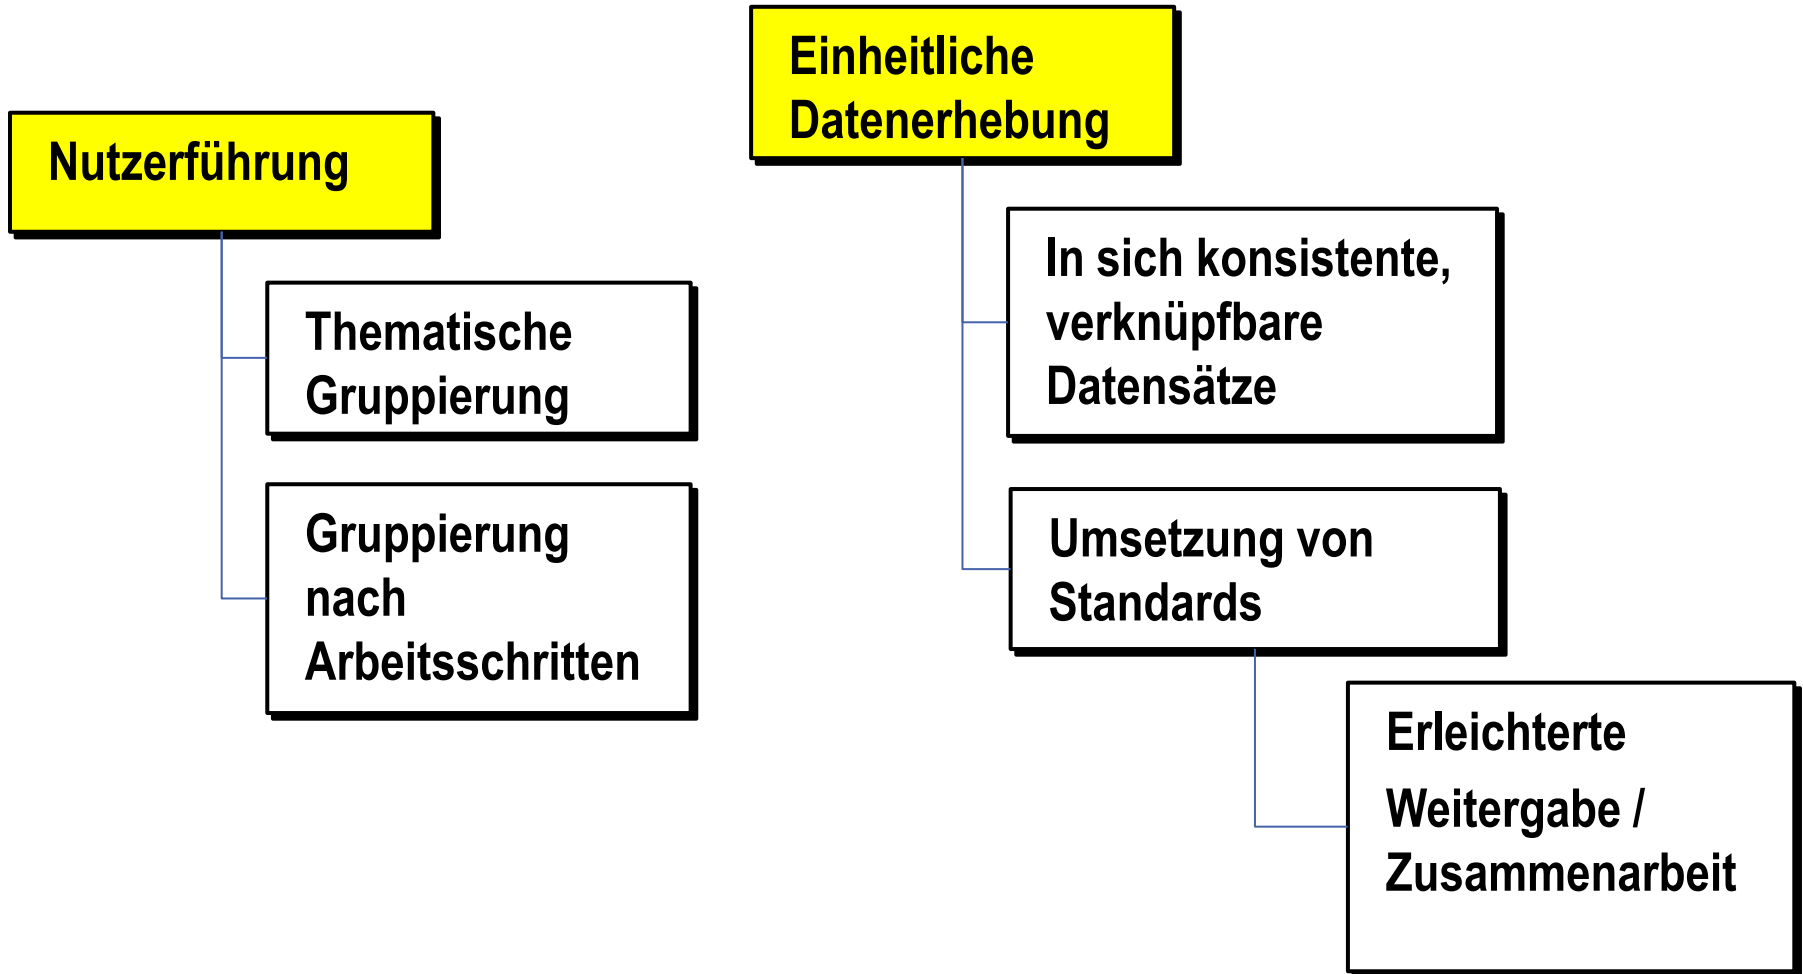 Nutzerführung
Thematische
Gruppierung
Gruppierung
nach
Arbeitsschritten
Einheitliche
Datenerhebung
In sich konsistente,
verknüpfbare
Datensätze
Umsetzung von
Standards
Erleichterte
Weitergabe /
Zusammenarbeit